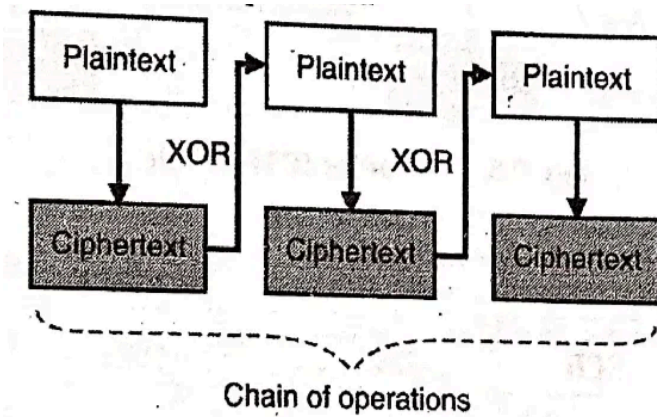 Plaintext
Plaintext
Plaintext
XOR
XOR
Ciphertext
Ciphertext
Ciphertext
Chain of operations